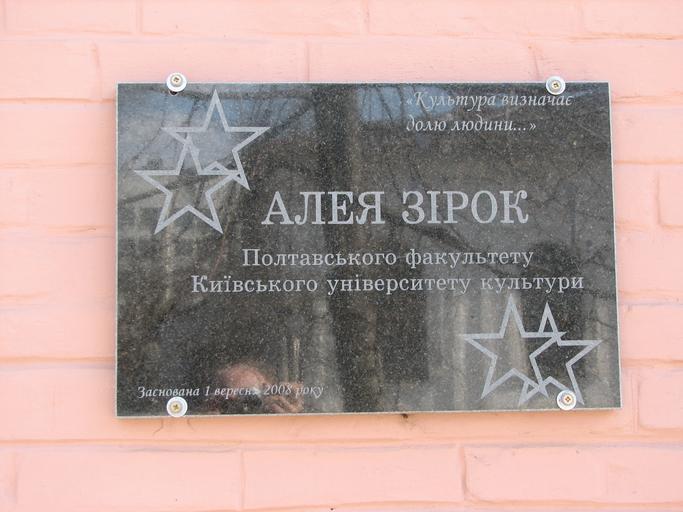 «Культура визначає
долю людини...»
АЛЕЯ ЗІРОК
Полтавського факультету
Київського університету культури
Заснована 1 вересня 2008 року